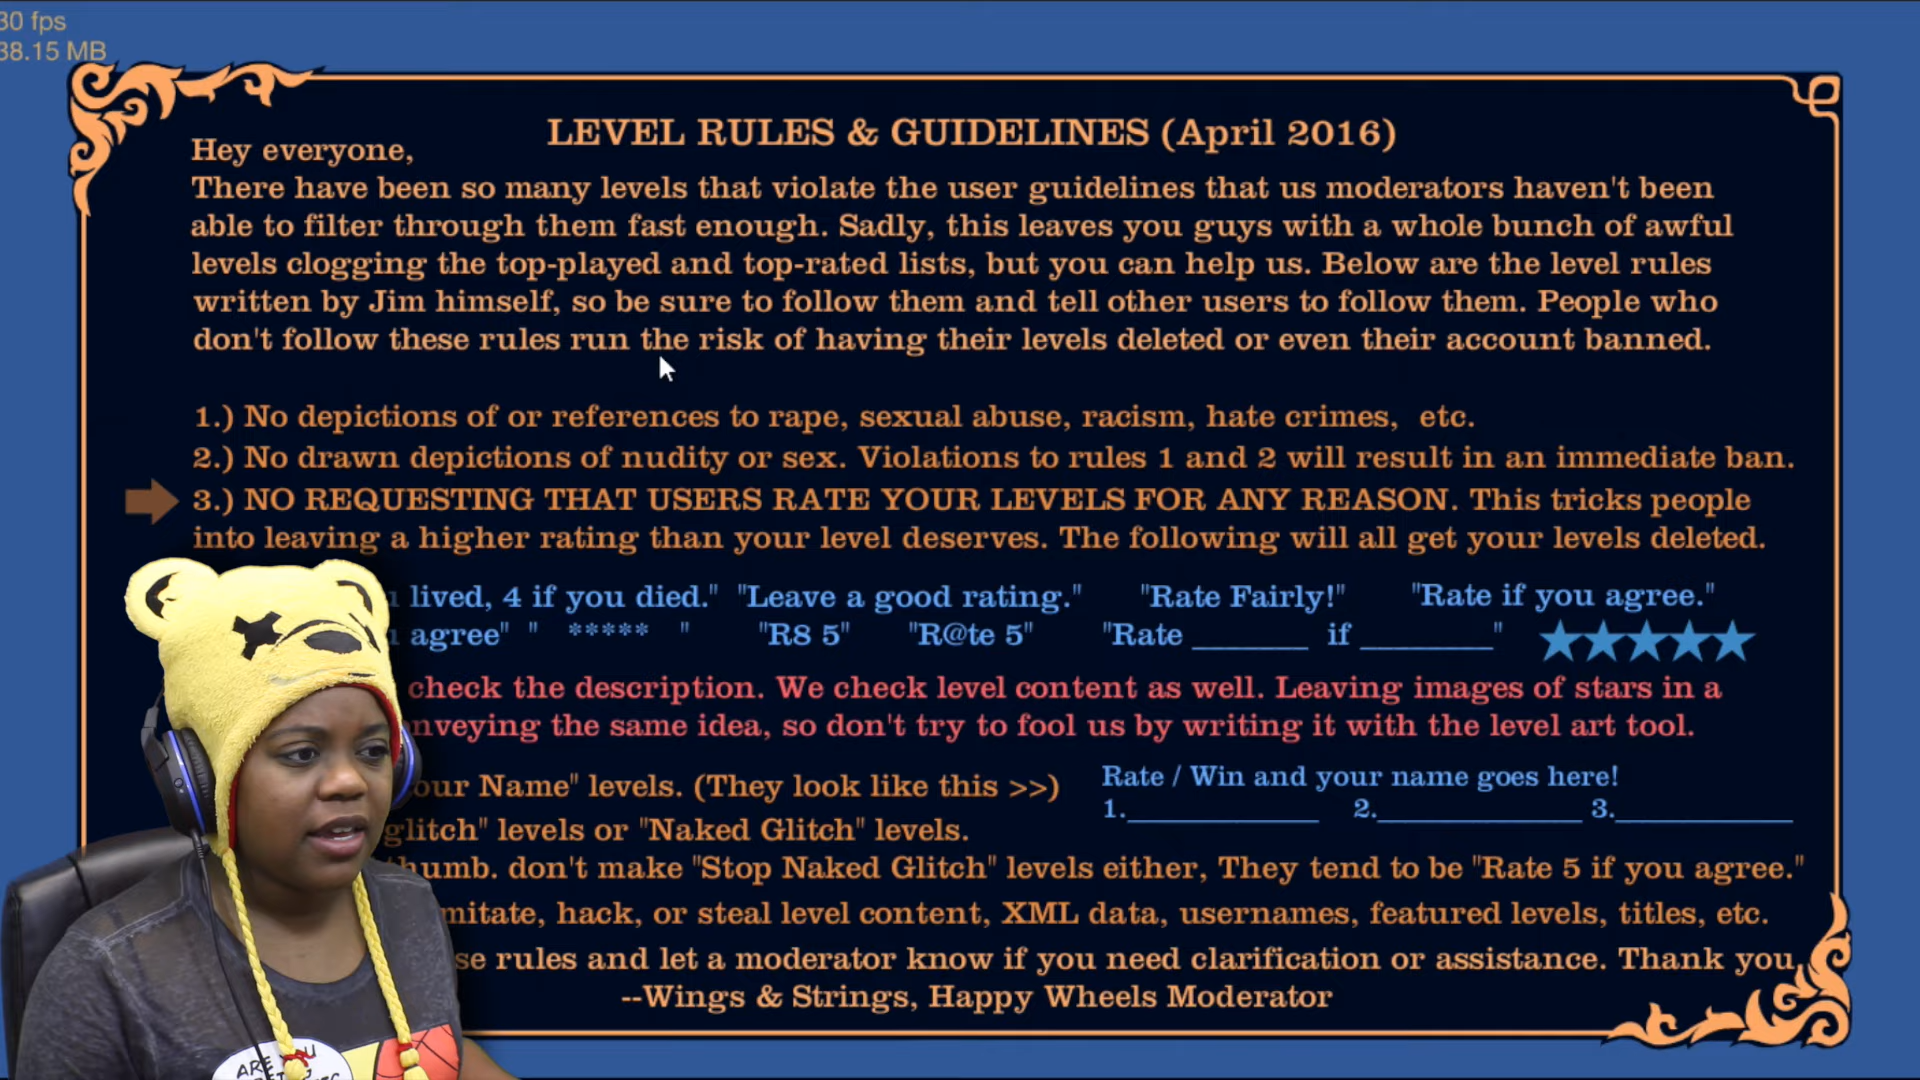 30 fps
38.15 MB
LEVEL RULES & GUIDELINES (April 2016)
Hey everyone,
There have been so many levels that violate the user guidelines that us moderators haven't been
able to filter through them fast enough. Sadly, this leaves you guys with a whole bunch of awful
levels clogging the top-played and top-rated lists, but you can help us. Below are the level rules
written by Jim himself, so be sure to follow them and tell other users to follow them. People who
don't follow these rules run the risk of having their levels deleted or even their account banned.
1.) No depictions of or references to rape, sexual abuse, racism, hate crimes, etc.
2.) No drawn depictions of nudity or sex. Violations to rules 1 and 2 will result in an immediate ban.
3.) NO REQUESTING THAT USERS RATE YOUR LEVELS FOR ANY REASON. This tricks people
into leaving a higher rating than your level deserves. The following will all get your levels deleted.
lived, 4 if you died." "Leave a good rating." "Rate Fairly!" "Rate if you agree."
agree" " ***** " "R8 5" "R@te 5" "Rate _______ if ________" ★★★★★
check the description. We check level content as well. Leaving images of stars in a
nveying the same idea, so don't try to fool us by writing it with the level art tool.
our Name" levels. (They look like this >>)
Rate / Win and your name goes here!
1.____________ 2.____________ 3.____________
glitch" levels or "Naked Glitch" levels.
humb. don't make "Stop Naked Glitch" levels either, They tend to be "Rate 5 if you agree."
mitate, hack, or steal level content, XML data, usernames, featured levels, titles, etc.
se rules and let a moderator know if you need clarification or assistance. Thank you,
--Wings & Strings, Happy Wheels Moderator
ARE YOU